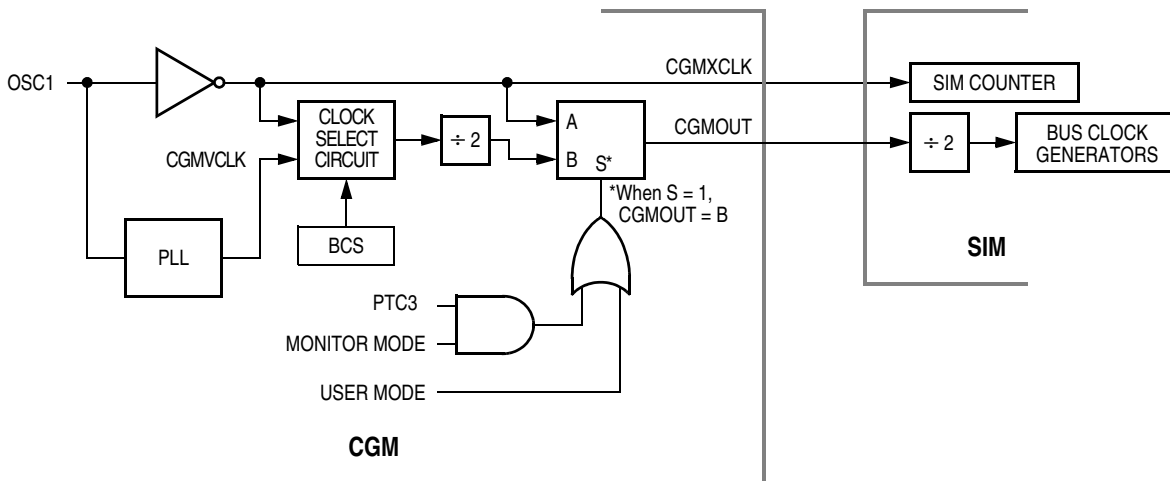 OSC1
CGMXCLK
SIM COUNTER
CLOCK
SELECT
CIRCUIT
÷ 2
A
B
S*
CGMOUT
÷ 2
BUS CLOCK
GENERATORS
CGMVCLK
*When S = 1,
CGMOUT = B
BCS
PLL
SIM
PTC3
MONITOR MODE
USER MODE
CGM